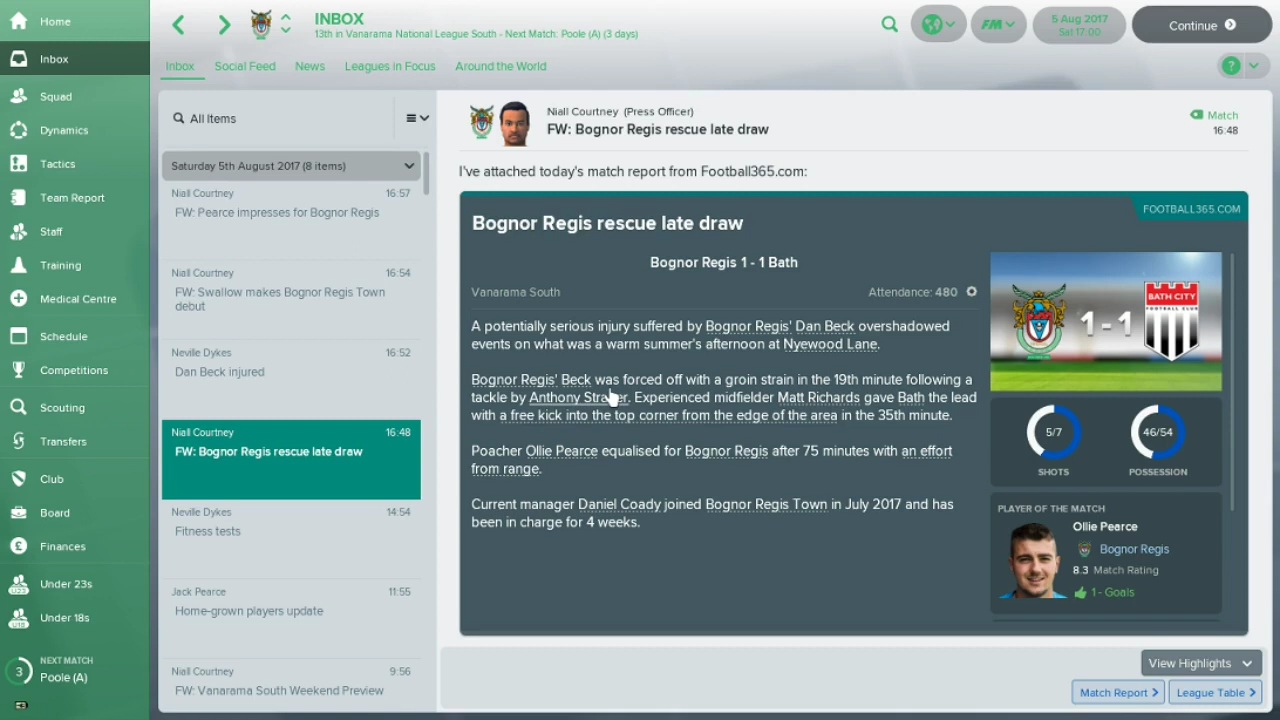 Home
Inbox
Squad
Dynamics
Tactics
Team Report
Staff
Training
Medical Centre
Schedule
Competitions
Scouting
Transfers
Club
Board
Finances
Under 23s
Under 18s
3
NEXT MATCH
Poole (A)
INBOX
13th in Vanarama National League South - Next Match: Poole (A) (3 days)
FM
5 Aug 2017
Sat 17:00
Continue
Inbox
Social Feed
News
Leagues in Focus
Around the World
?
All Items
Saturday 5th August 2017 (8 items)
Niall Courtney 16:57
FW: Pearce impresses for Bognor Regis
Niall Courtney 16:54
FW: Swallow makes Bognor Regis Town
debut
Neville Dykes 16:52
Dan Beck injured
Niall Courtney 16:48
FW: Bognor Regis rescue late draw
Neville Dykes 14:54
Fitness tests
Jack Pearce 11:55
Home-grown players update
Niall Courtney 9:56
FW: Vanarama South Weekend Preview
Niall Courtney (Press Officer)
FW: Bognor Regis rescue late draw
Match
16:48
I've attached today's match report from Football365.com:
FOOTBALL365.COM
Bognor Regis rescue late draw
Bognor Regis 1 - 1 Bath
Vanarama South
Attendance: 480
A potentially serious injury suffered by Bognor Regis' Dan Beck overshadowed
events on what was a warm summer's afternoon at Nyewood Lane.
Bognor Regis' Beck was forced off with a groin strain in the 19th minute following a
tackle by Anthony . Experienced midfielder Matt Richards gave Bath the lead
with a free kick into the top corner from the edge of the area in the 35th minute.
Poacher Ollie Pearce equalised for Bognor Regis after 75 minutes with an effort
from range.
Current manager Daniel Coady joined Bognor Regis Town in July 2017 and has
been in charge for 4 weeks.
1 - 1
BATH CITY
5/7
SHOTS
46/54
POSSESSION
PLAYER OF THE MATCH
Ollie Pearce
Bognor Regis
8.3 Match Rating
1 - Goals
View Highlights
Match Report
League Table